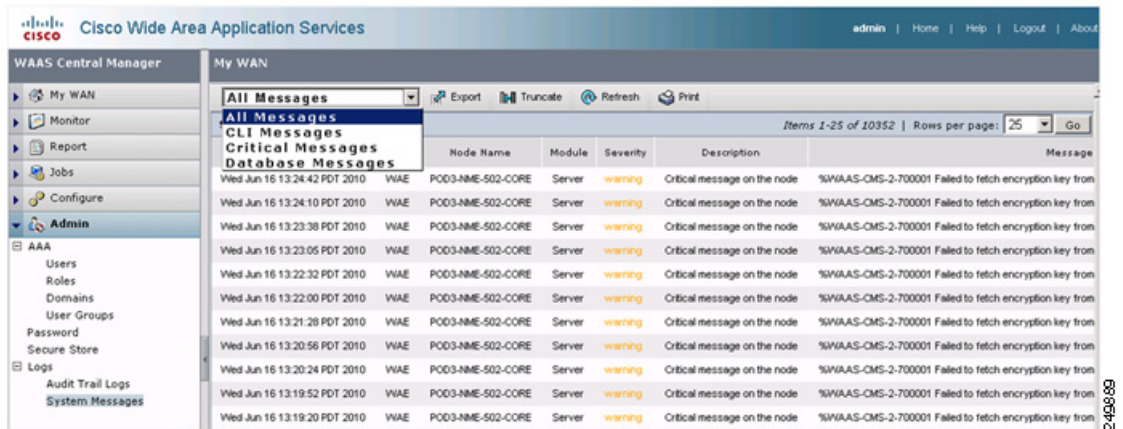 cisco Cisco Wide Area Application Services
admin | Home | Help | Logout | About
WAAS Central Manager
My WAN
My WAN
Monitor
Report
Jobs
Configure
Admin
AAA
Users
Roles
Domains
User Groups
Password
Secure Store
Logs
Audit Trail Logs
System Messages
All Messages
Export Truncate Refresh Print
All Messages
CLI Messages
Critical Messages
Database Messages
Items 1-25 of 10352 | Rows per page: 25 Go
Node Name Module Severity Description Message
Wed Jun 16 13:24:42 PDT 2010 WAE POD3-NME-502-CORE Server warning Critical message on the node %WAAS-CMS-2-700001 Failed to fetch encryption key from
Wed Jun 16 13:24:10 PDT 2010 WAE POD3-NME-502-CORE Server warning Critical message on the node %WAAS-CMS-2-700001 Failed to fetch encryption key from
Wed Jun 16 13:23:38 PDT 2010 WAE POD3-NME-502-CORE Server warning Critical message on the node %WAAS-CMS-2-700001 Failed to fetch encryption key from
Wed Jun 16 13:23:05 PDT 2010 WAE POD3-NME-502-CORE Server warning Critical message on the node %WAAS-CMS-2-700001 Failed to fetch encryption key from
Wed Jun 16 13:22:32 PDT 2010 WAE POD3-NME-502-CORE Server warning Critical message on the node %WAAS-CMS-2-700001 Failed to fetch encryption key from
Wed Jun 16 13:22:00 PDT 2010 WAE POD3-NME-502-CORE Server warning Critical message on the node %WAAS-CMS-2-700001 Failed to fetch encryption key from
Wed Jun 16 13:21:28 PDT 2010 WAE POD3-NME-502-CORE Server warning Critical message on the node %WAAS-CMS-2-700001 Failed to fetch encryption key from
Wed Jun 16 13:20:56 PDT 2010 WAE POD3-NME-502-CORE Server warning Critical message on the node %WAAS-CMS-2-700001 Failed to fetch encryption key from
Wed Jun 16 13:20:24 PDT 2010 WAE POD3-NME-502-CORE Server warning Critical message on the node %WAAS-CMS-2-700001 Failed to fetch encryption key from
Wed Jun 16 13:19:52 PDT 2010 WAE POD3-NME-502-CORE Server warning Critical message on the node %WAAS-CMS-2-700001 Failed to fetch encryption key from
Wed Jun 16 13:19:20 PDT 2010 WAE POD3-NME-502-CORE Server warning Critical message on the node %WAAS-CMS-2-700001 Failed to fetch encryption key from
249889